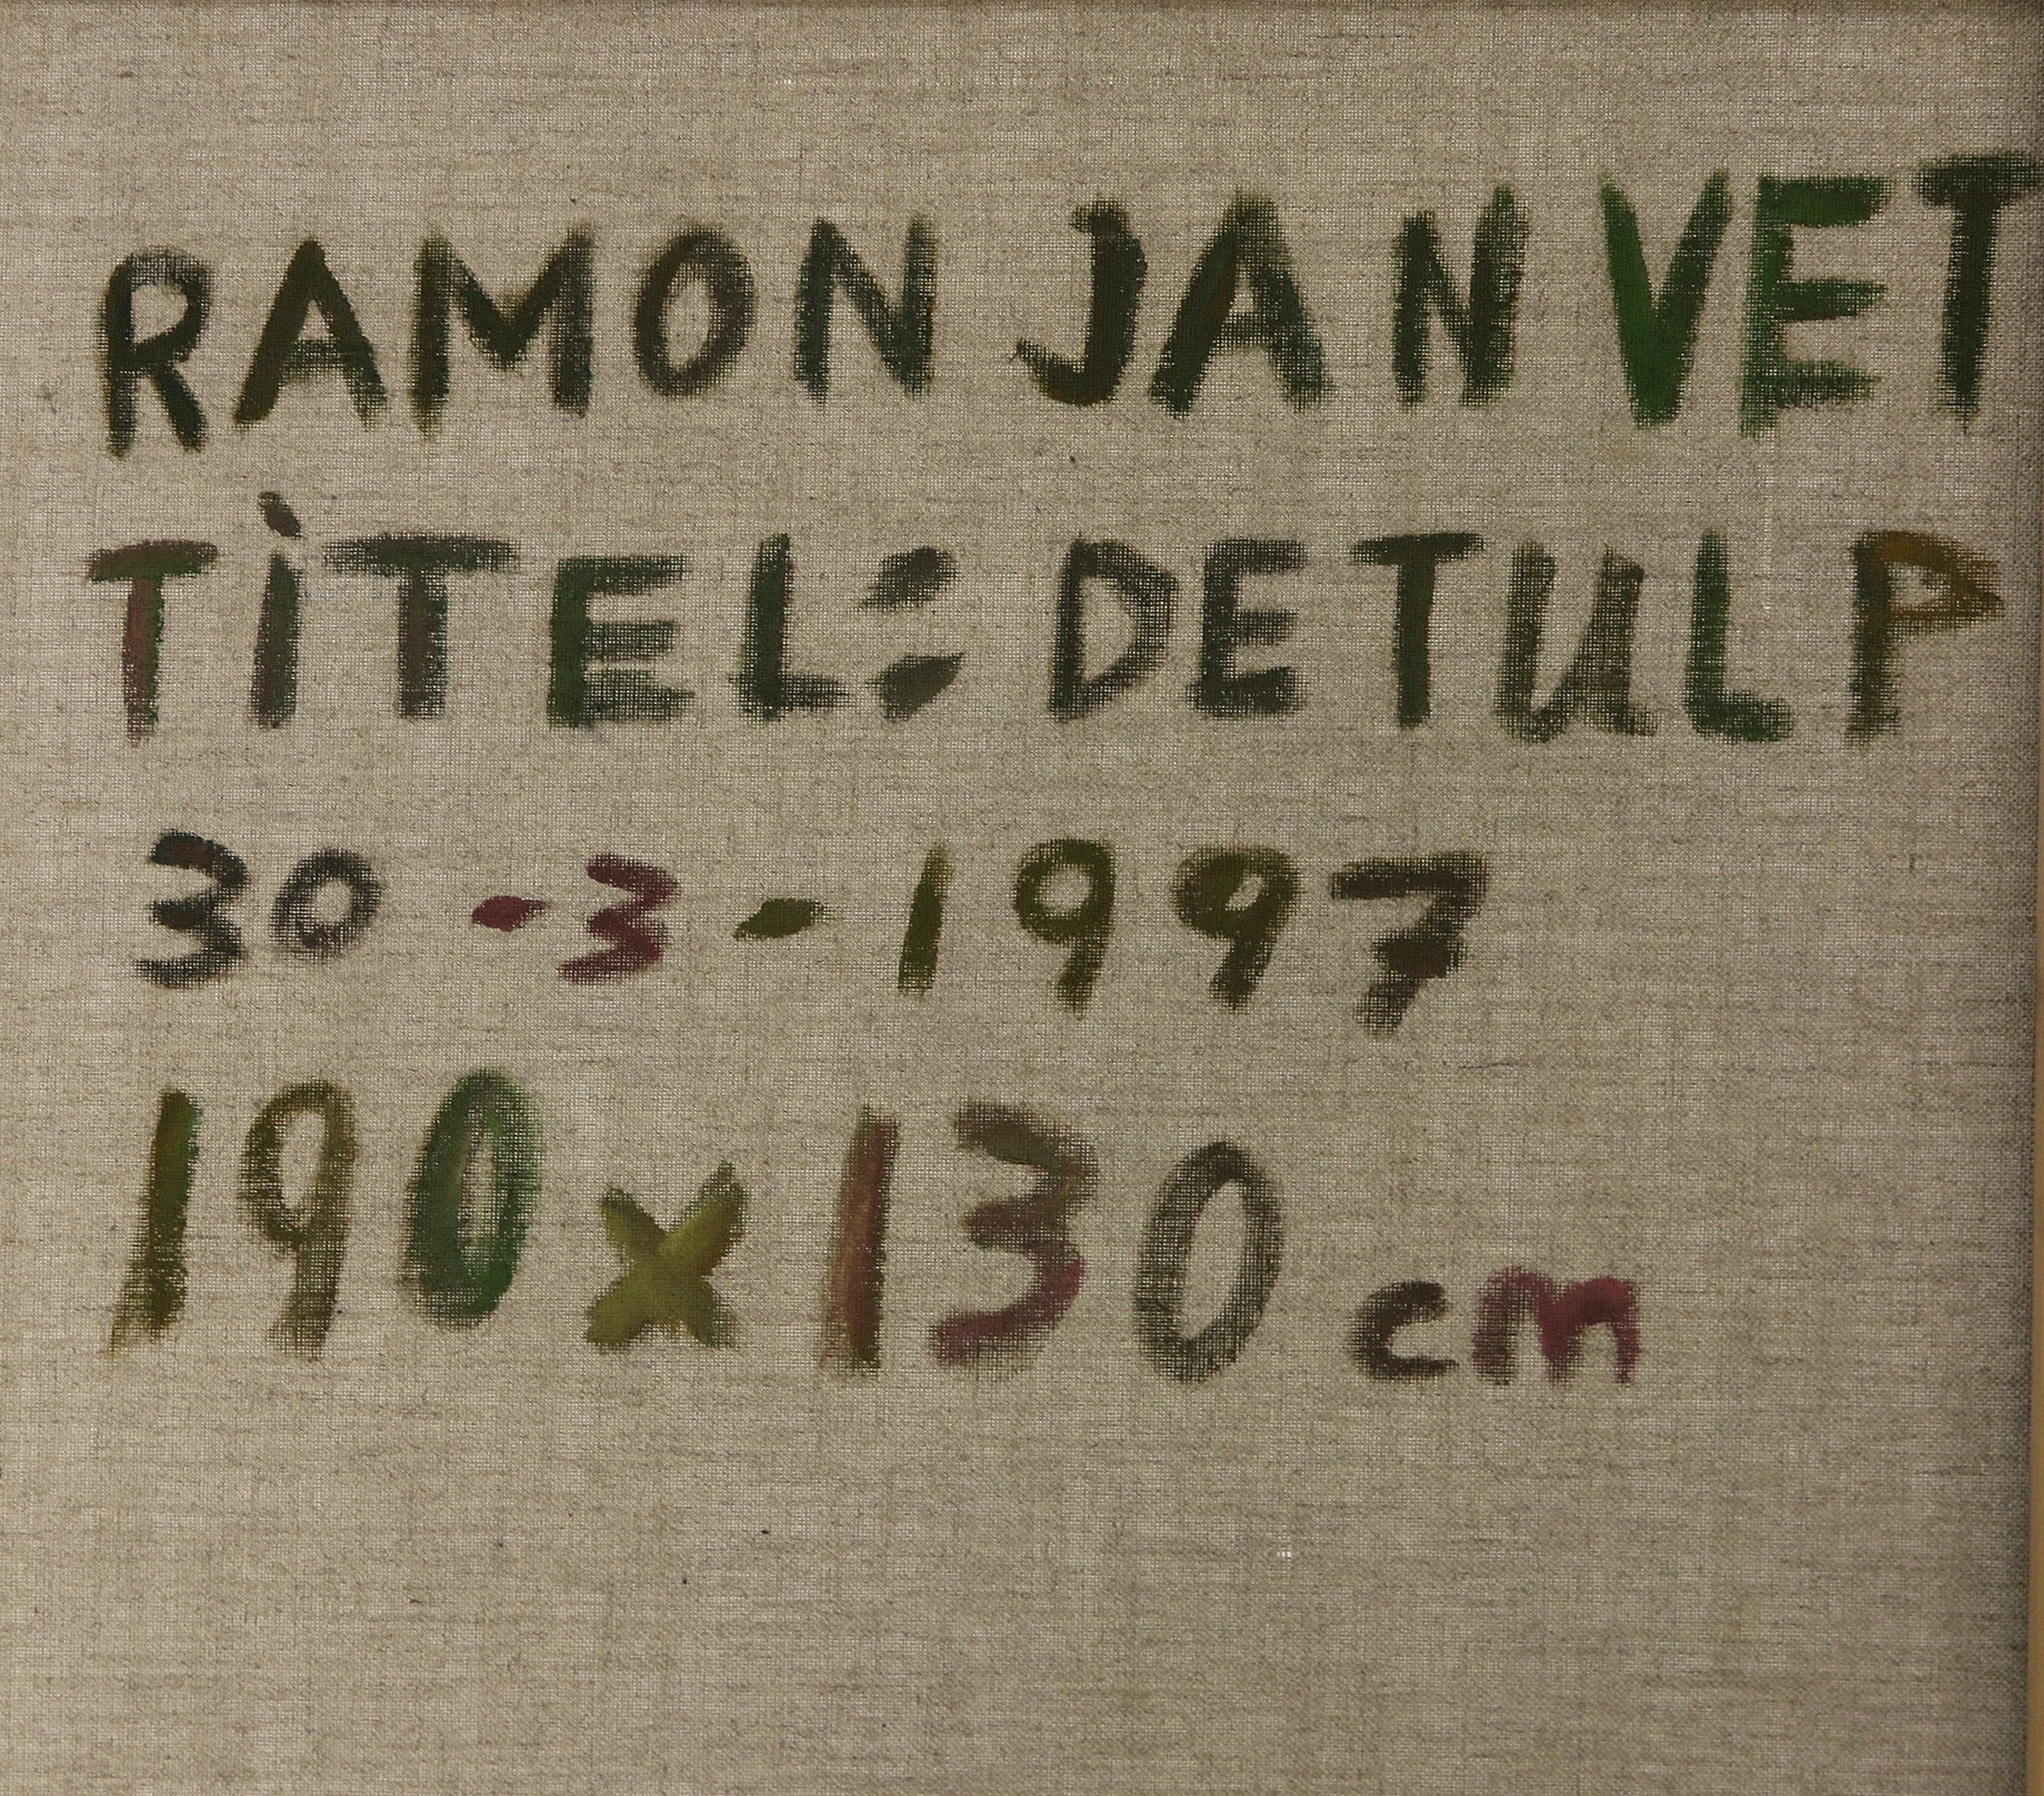 RAMON JAN VET
TİTEL: DE TULP
30-3-1997
190 x 130 cm